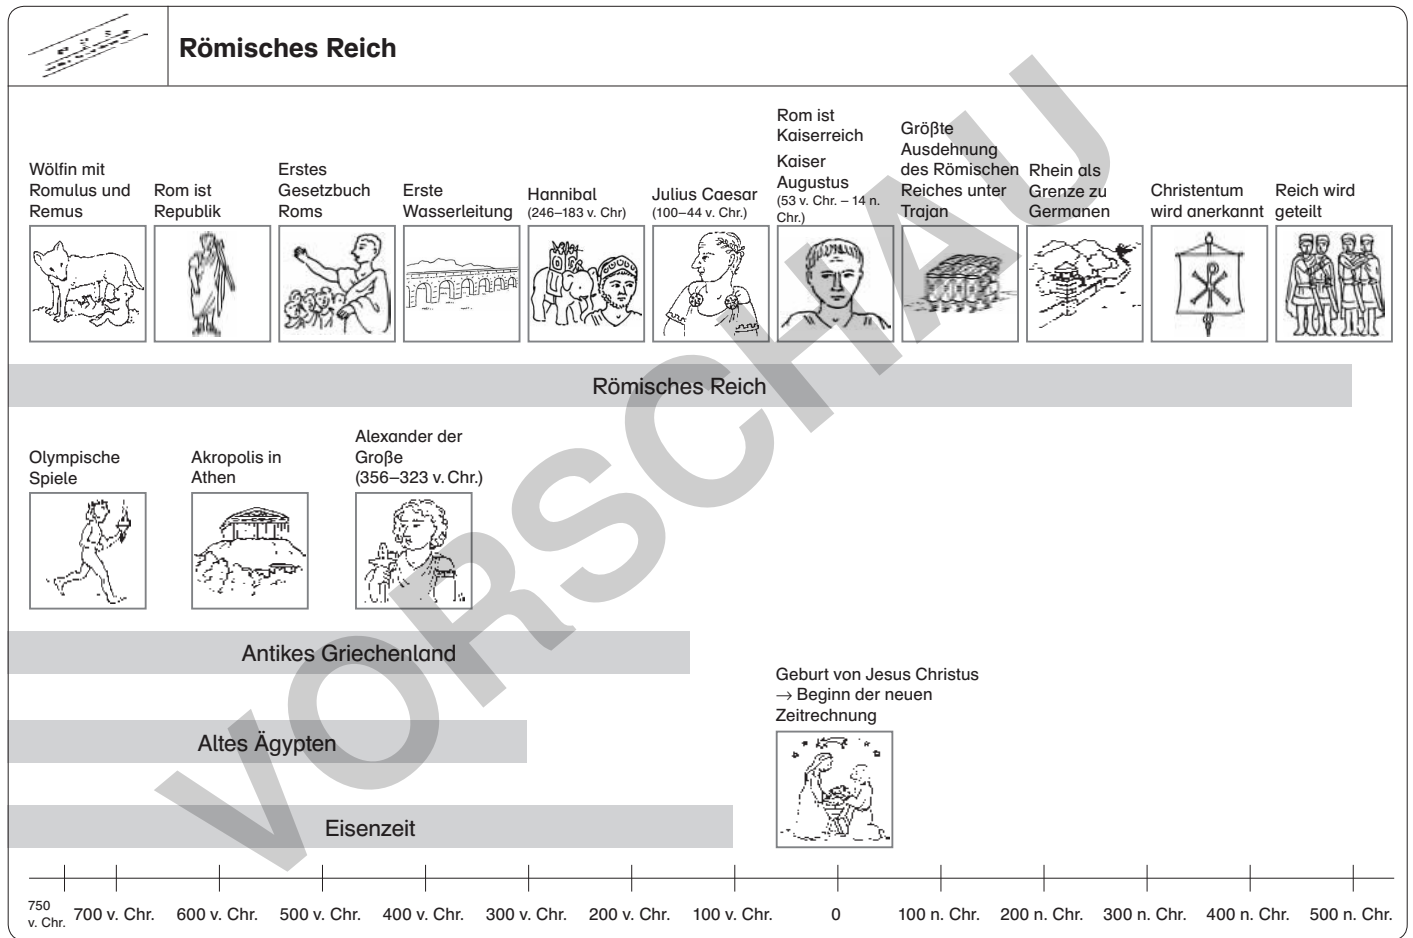 Römisches Reich
Wölfin mit
Romulus und
Remus
Rom ist
Republik
Erstes
Gesetzbuch
Roms
Erste
Wasserleitung
Hannibal
(246–183 v. Chr)
Julius Caesar
(100–44 v. Chr.)
Rom ist
Kaiserreich
Kaiser
Augustus
(53 v. Chr. – 14 n.
Chr.)
Größte
Ausdehnung
des Römischen
Reiches unter
Trajan
Rhein als
Grenze zu
Germanen
Christentum
wird anerkannt
Reich wird
geteilt
Römisches Reich
Olympische
Spiele
Akropolis in
Athen
Alexander der
Große
(356–323 v. Chr.)
Antikes Griechenland
Altes Ägypten
Geburt von Jesus Christus
→ Beginn der neuen
Zeitrechnung
Eisenzeit
750
v. Chr.
700 v. Chr.
600 v. Chr.
500 v. Chr.
400 v. Chr.
300 v. Chr.
200 v. Chr.
100 v. Chr.
0
100 n. Chr.
200 n. Chr.
300 n. Chr.
400 n. Chr.
500 n. Chr.
VORSCHAU